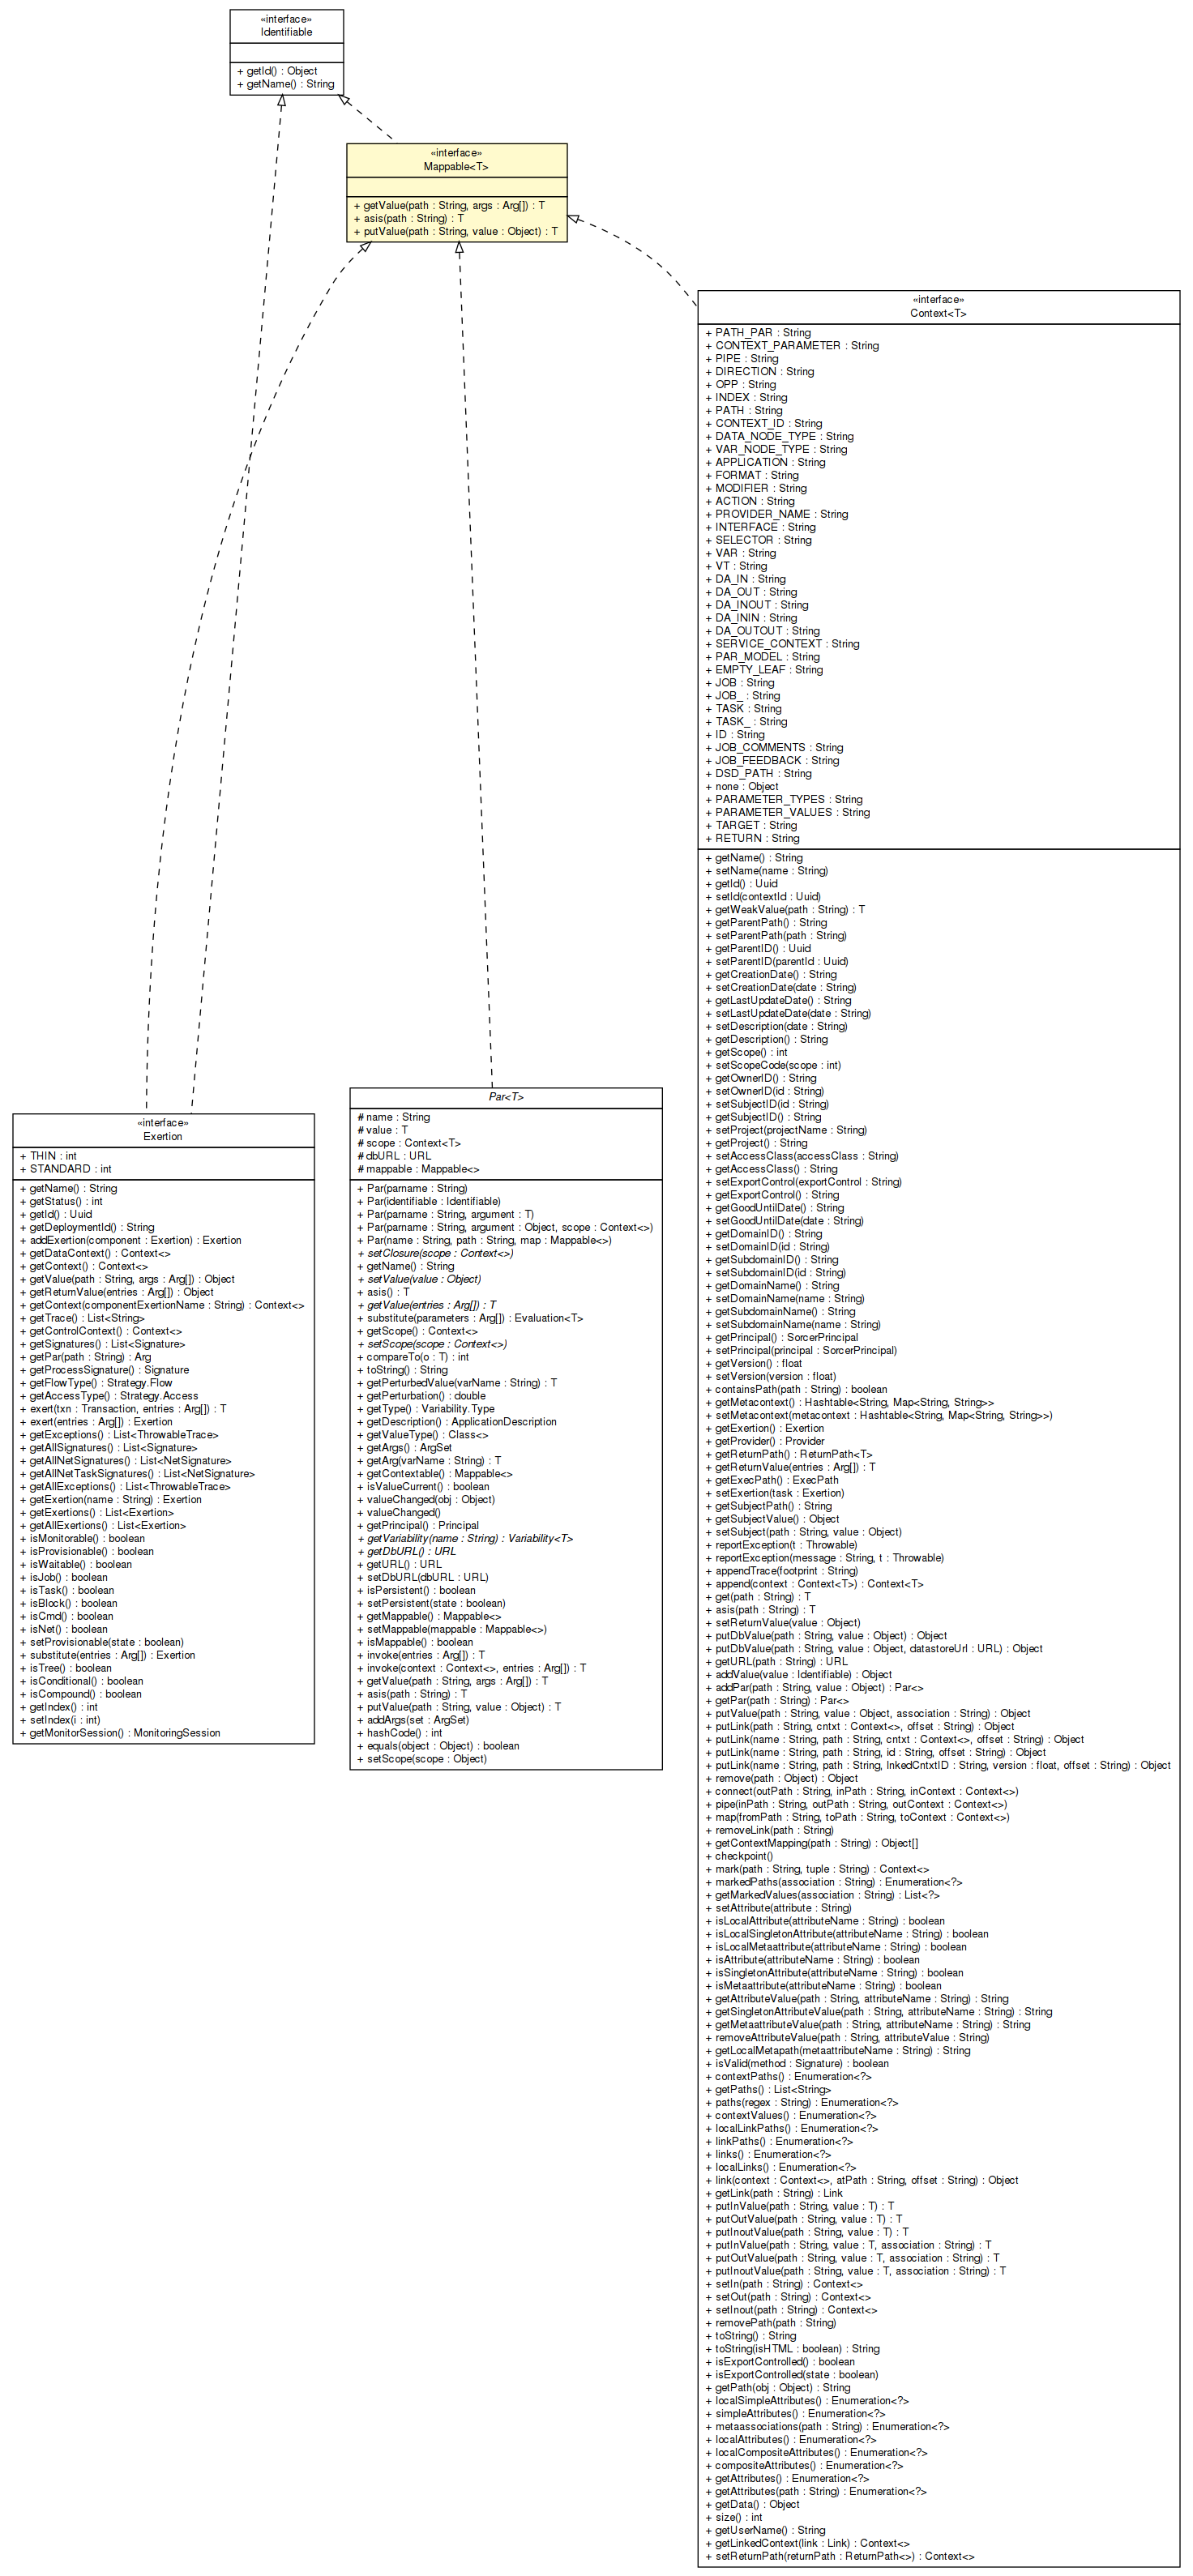 «interface»
Identifiable
+ getId() : Object
+ getName() : String
«interface»
Mappable<T>
+ getValue(path : String, args : Arg[]) : T
+ asis(path : String) : T
+ putValue(path : String, value : Object) : T
«interface»
Context<T>
+ PATH_PAR : String
+ CONTEXT_PARAMETER : String
+ PIPE : String
+ DIRECTION : String
+ OPP : String
+ INDEX : String
+ PATH : String
+ CONTEXT_ID : String
+ DATA_NODE_TYPE : String
+ VAR_NODE_TYPE : String
+ APPLICATION : String
+ FORMAT : String
+ MODIFIER : String
+ ACTION : String
+ PROVIDER_NAME : String
+ INTERFACE : String
+ SELECTOR : String
+ VAR : String
+ VT : String
+ DA_IN : String
+ DA_OUT : String
+ DA_INOUT : String
+ DA_ININ : String
+ DA_OUTOUT : String
+ SERVICE_CONTEXT : String
+ PAR_MODEL : String
+ EMPTY_LEAF : String
+ JOB : String
+ JOB_ : String
+ TASK : String
+ TASK_ : String
+ ID : String
+ JOB_COMMENTS : String
+ JOB_FEEDBACK : String
+ DSD_PATH : String
+ none : Object
+ PARAMETER_TYPES : String
+ PARAMETER_VALUES : String
+ TARGET : String
+ RETURN : String
+ getName() : String
+ setName(name : String)
+ getId() : Uuid
+ setId(contextId : Uuid)
+ getWeakValue(path : String) : T
+ getParentPath() : String
+ setParentPath(path : String)
+ getParentID() : Uuid
+ setParentID(parentId : Uuid)
+ getCreationDate() : String
+ setCreationDate(date : String)
+ getLastUpdateDate() : String
+ setLastUpdateDate(date : String)
+ setDescription(date : String)
+ getDescription() : String
+ getScope() : int
+ setScopeCode(scope : int)
+ getOwnerID() : String
+ setOwnerID(id : String)
+ setSubjectID(id : String)
+ getSubjectID() : String
+ setProject(projectName : String)
+ getProject() : String
+ setAccessClass(accessClass : String)
+ getAccessClass() : String
+ setExportControl(exportControl : String)
+ getExportControl() : String
+ getGoodUntilDate() : String
+ setGoodUntilDate(date : String)
+ getDomainID() : String
+ setDomainID(id : String)
+ getSubdomainID() : String
+ setSubdomainID(id : String)
+ getDomainName() : String
+ setDomainName(name : String)
+ getSubdomainName() : String
+ setSubdomainName(name : String)
+ getPrincipal() : SorcerPrincipal
+ setPrincipal(principal : SorcerPrincipal)
+ getVersion() : float
+ setVersion(version : float)
+ containsPath(path : String) : boolean
+ getMetacontext() : Hashtable<String, Map<String, String>>
+ setMetacontext(metacontext : Hashtable<String, Map<String, String>>)
+ getExertion() : Exertion
+ getProvider() : Provider
+ getReturnPath() : ReturnPath<T>
+ getReturnValue(entries : Arg[]) : T
+ getExecPath() : ExecPath
+ setExertion(task : Exertion)
+ getSubjectPath() : String
+ getSubjectValue() : Object
+ setSubject(path : String, value : Object)
+ reportException(t : Throwable)
+ reportException(message : String, t : Throwable)
+ appendTrace(footprint : String)
+ append(context : Context<T>) : Context<T>
+ get(path : String) : T
+ asis(path : String) : T
+ setReturnValue(value : Object)
+ putDbValue(path : String, value : Object) : Object
+ putDbValue(path : String, value : Object, datastoreUrl : URL) : Object
+ getURL(path : String) : URL
+ addValue(value : Identifiable) : Object
+ addPar(path : String, value : Object) : Par<>
+ getPar(path : String) : Par<>
+ putValue(path : String, value : Object, association : String) : Object
+ putLink(path : String, cntxt : Context<>, offset : String) : Object
+ putLink(name : String, path : String, cntxt : Context<>, offset : String) : Object
+ putLink(name : String, path : String, id : String, offset : String) : Object
+ putLink(name : String, path : String, lnkedCntxtID : String, version : float, offset : String) : Object
+ remove(path : Object) : Object
+ connect(outPath : String, inPath : String, inContext : Context<>)
+ pipe(inPath : String, outPath : String, outContext : Context<>)
+ map(fromPath : String, toPath : String, toContext : Context<>)
+ removeLink(path : String)
+ getContextMapping(path : String) : Object[]
+ checkpoint()
+ mark(path : String, tuple : String) : Context<>
+ markedPaths(association : String) : Enumeration<?>
+ getMarkedValues(association : String) : List<?>
+ setAttribute(attribute : String)
+ isLocalAttribute(attributeName : String) : boolean
+ isLocalSingletonAttribute(attributeName : String) : boolean
+ isLocalMetaattribute(attributeName : String) : boolean
+ isAttribute(attributeName : String) : boolean
+ isSingletonAttribute(attributeName : String) : boolean
+ isMetaattribute(attributeName : String) : boolean
+ getAttributeValue(path : String, attributeName : String) : String
+ getSingletonAttributeValue(path : String, attributeName : String) : String
+ getMetaattributeValue(path : String, attributeName : String) : String
+ removeAttributeValue(path : String, attributeValue : String)
+ getLocalMetapath(metaattributeName : String) : String
+ isValid(method : Signature) : boolean
+ contextPaths() : Enumeration<?>
+ getPaths() : List<String>
+ paths(regex : String) : Enumeration<?>
+ contextValues() : Enumeration<?>
+ localLinkPaths() : Enumeration<?>
+ linkPaths() : Enumeration<?>
+ links() : Enumeration<?>
+ localLinks() : Enumeration<?>
+ link(context : Context<>, atPath : String, offset : String) : Object
+ getLink(path : String) : Link
+ putInValue(path : String, value : T) : T
+ putOutValue(path : String, value : T) : T
+ putInoutValue(path : String, value : T) : T
+ putInValue(path : String, value : T, association : String) : T
+ putOutValue(path : String, value : T, association : String) : T
+ putInoutValue(path : String, value : T, association : String) : T
+ setIn(path : String) : Context<>
+ setOut(path : String) : Context<>
+ setInout(path : String) : Context<>
+ removePath(path : String)
+ toString() : String
+ toString(isHTML : boolean) : String
+ isExportControlled() : boolean
+ isExportControlled(state : boolean)
+ getPath(obj : Object) : String
+ localSimpleAttributes() : Enumeration<?>
+ simpleAttributes() : Enumeration<?>
+ metaassociations(path : String) : Enumeration<?>
+ localAttributes() : Enumeration<?>
+ localCompositeAttributes() : Enumeration<?>
+ compositeAttributes() : Enumeration<?>
+ getAttributes() : Enumeration<?>
+ getAttributes(path : String) : Enumeration<?>
+ getData() : Object
+ size() : int
+ getUserName() : String
+ getLinkedContext(link : Link) : Context<>
+ setReturnPath(returnPath : ReturnPath<>) : Context<>
«interface»
Exertion
+ THIN : int
+ STANDARD : int
+ getName() : String
+ getStatus() : int
+ getId() : Uuid
+ getDeploymentId() : String
+ addExertion(component : Exertion) : Exertion
+ getDataContext() : Context<>
+ getContext() : Context<>
+ getValue(path : String, args : Arg[]) : Object
+ getReturnValue(entries : Arg[]) : Object
+ getContext(componentExertionName : String) : Context<>
+ getTrace() : List<String>
+ getControlContext() : Context<>
+ getSignatures() : List<Signature>
+ getPar(path : String) : Arg
+ getProcessSignature() : Signature
+ getFlowType() : Strategy.Flow
+ getAccessType() : Strategy.Access
+ exert(txn : Transaction, entries : Arg[]) : T
+ exert(entries : Arg[]) : Exertion
+ getExceptions() : List<ThrowableTrace>
+ getAllSignatures() : List<Signature>
+ getAllNetSignatures() : List<NetSignature>
+ getAllNetTaskSignatures() : List<NetSignature>
+ getAllExceptions() : List<ThrowableTrace>
+ getExertion(name : String) : Exertion
+ getExertions() : List<Exertion>
+ getAllExertions() : List<Exertion>
+ isMonitorable() : boolean
+ isProvisionable() : boolean
+ isWaitable() : boolean
+ isJob() : boolean
+ isTask() : boolean
+ isBlock() : boolean
+ isCmd() : boolean
+ isNet() : boolean
+ setProvisionable(state : boolean)
+ substitute(entries : Arg[]) : Exertion
+ isTree() : boolean
+ isConditional() : boolean
+ isCompound() : boolean
+ getIndex() : int
+ setIndex(i : int)
+ getMonitorSession() : MonitoringSession
Par<T>
# name : String
# value : T
# scope : Context<T>
# dbURL : URL
# mappable : Mappable<>
+ Par(parname : String)
+ Par(identifiable : Identifiable)
+ Par(parname : String, argument : T)
+ Par(parname : String, argument : Object, scope : Context<>)
+ Par(name : String, path : String, map : Mappable<>)
+ setClosure(scope : Context<>)
+ getName() : String
+ setValue(value : Object)
+ asis() : T
+ getValue(entries : Arg[]) : T
+ substitute(parameters : Arg[]) : Evaluation<T>
+ getScope() : Context<>
+ setScope(scope : Context<>)
+ compareTo(o : T) : int
+ toString() : String
+ getPerturbedValue(varName : String) : T
+ getPerturbation() : double
+ getType() : Variability.Type
+ getDescription() : ApplicationDescription
+ getValueType() : Class<>
+ getArgs() : ArgSet
+ getArg(varName : String) : T
+ getContextable() : Mappable<>
+ isValueCurrent() : boolean
+ valueChanged(obj : Object)
+ valueChanged()
+ getPrincipal() : Principal
+ getVariability(name : String) : Variability<T>
+ getDbURL() : URL
+ getURL() : URL
+ setDbURL(dbURL : URL)
+ isPersistent() : boolean
+ setPersistent(state : boolean)
+ getMappable() : Mappable<>
+ setMappable(mappable : Mappable<>)
+ isMappable() : boolean
+ invoke(entries : Arg[]) : T
+ invoke(context : Context<>, entries : Arg[]) : T
+ getValue(path : String, args : Arg[]) : T
+ asis(path : String) : T
+ putValue(path : String, value : Object) : T
+ addArgs(set : ArgSet)
+ hashCode() : int
+ equals(object : Object) : boolean
+ setScope(scope : Object)